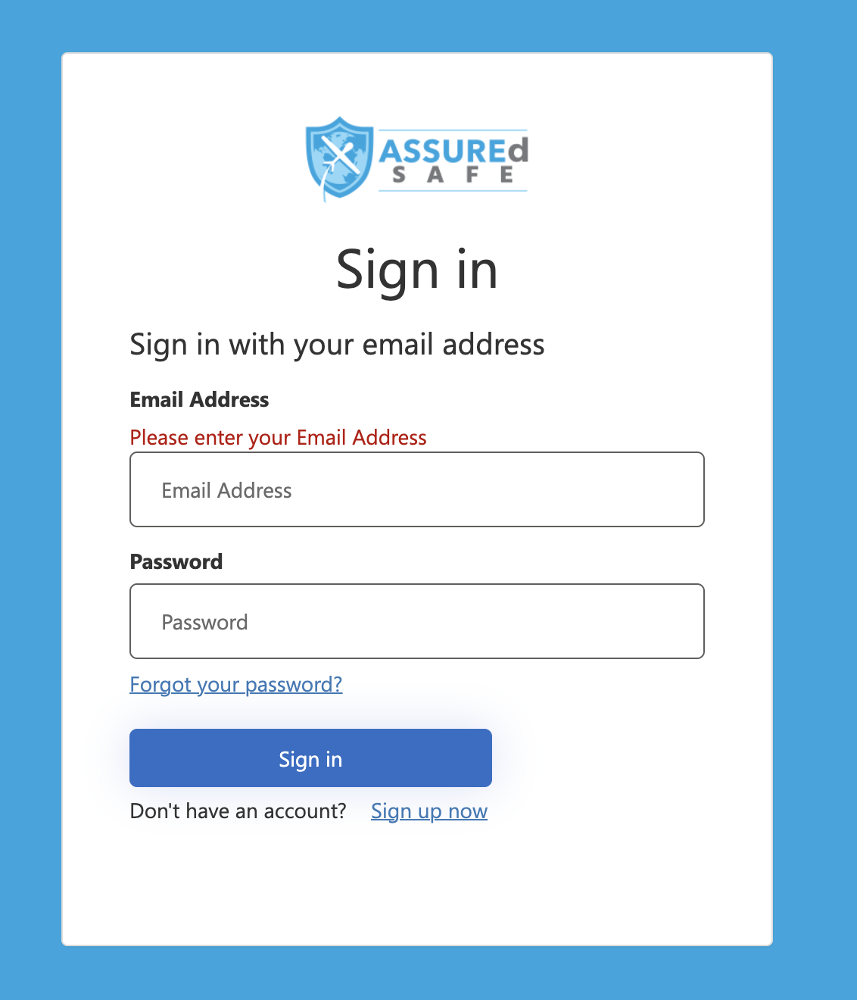 ASSUREd
SAFE
Sign in
Sign in with your email address
Email Address
Please enter your Email Address
Email Address
Password
Password
Forgot your password?
Sign in
Don't have an account? Sign up now